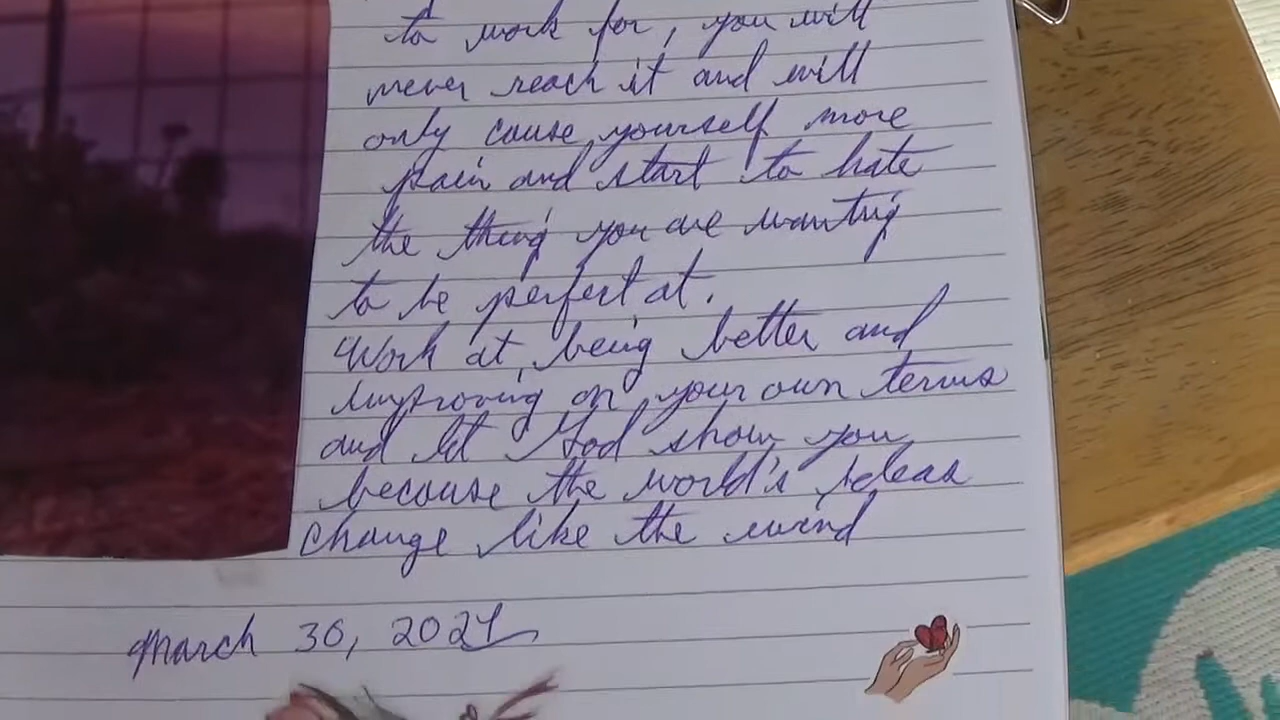 to work for, you will
never reach it and will
only cause yourself more
pain and start to hate
the thing you are wanting
to be perfect at.
Work at being better and
improving on your own terms
and let God show you
because the world's ideas
change like the wind
March 30, 2021